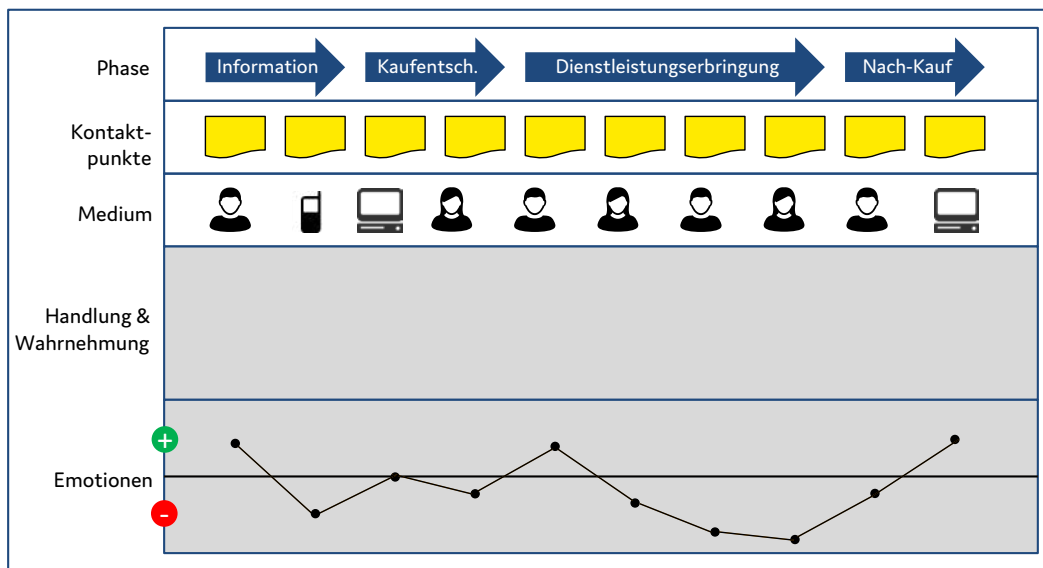 Phase
Information
Kaufentsch.
Dienstleistungserbringung
Nach-Kauf
Kontakt-
punkte
Medium
Handlung &
Wahrnehmung
+
Emotionen
-